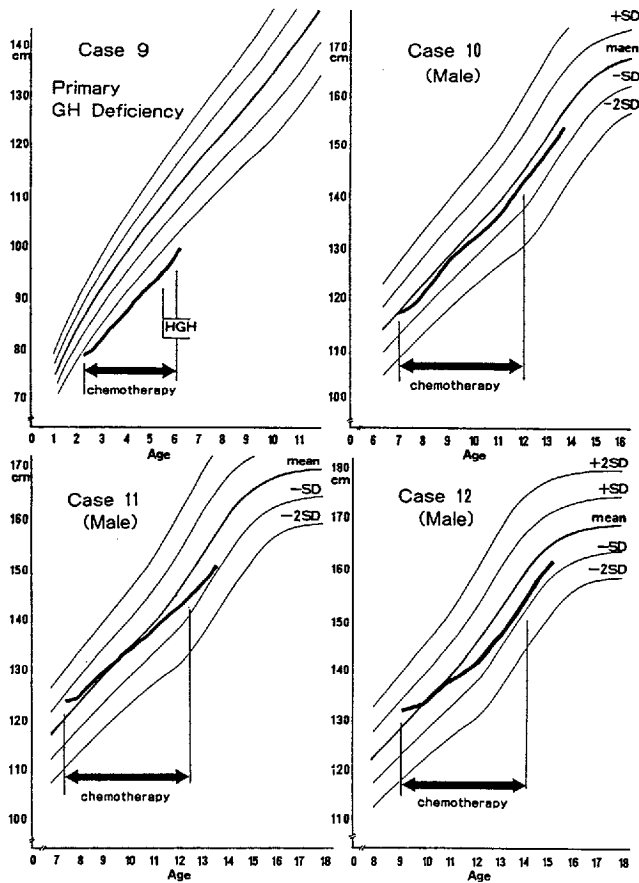 140
cm
130
120
110
100
90
80
70
Case 9
Primary
GH Deficiency
HGH
chemotherapy
0 1 2 3 4 5 6 7 8 9 10 11
Age
170
cm
160
150
140
130
120
110
100
Case 10
(Male)
+SD
maen
−SD
−2SD
chemotherapy
0 6 7 8 9 10 11 12 13 14 15 16
Age
170
cm
160
150
140
130
120
110
100
Case 11
(Male)
mean
−SD
−2SD
chemotherapy
0 7 8 9 10 11 12 13 14 15 16 17 18
Age
180
cm
170
160
150
140
130
120
110
100
Case 12
(Male)
+2SD
+SD
mean
−SD
−2SD
chemotherapy
0 8 9 10 11 12 13 14 15 16 17 18
Age